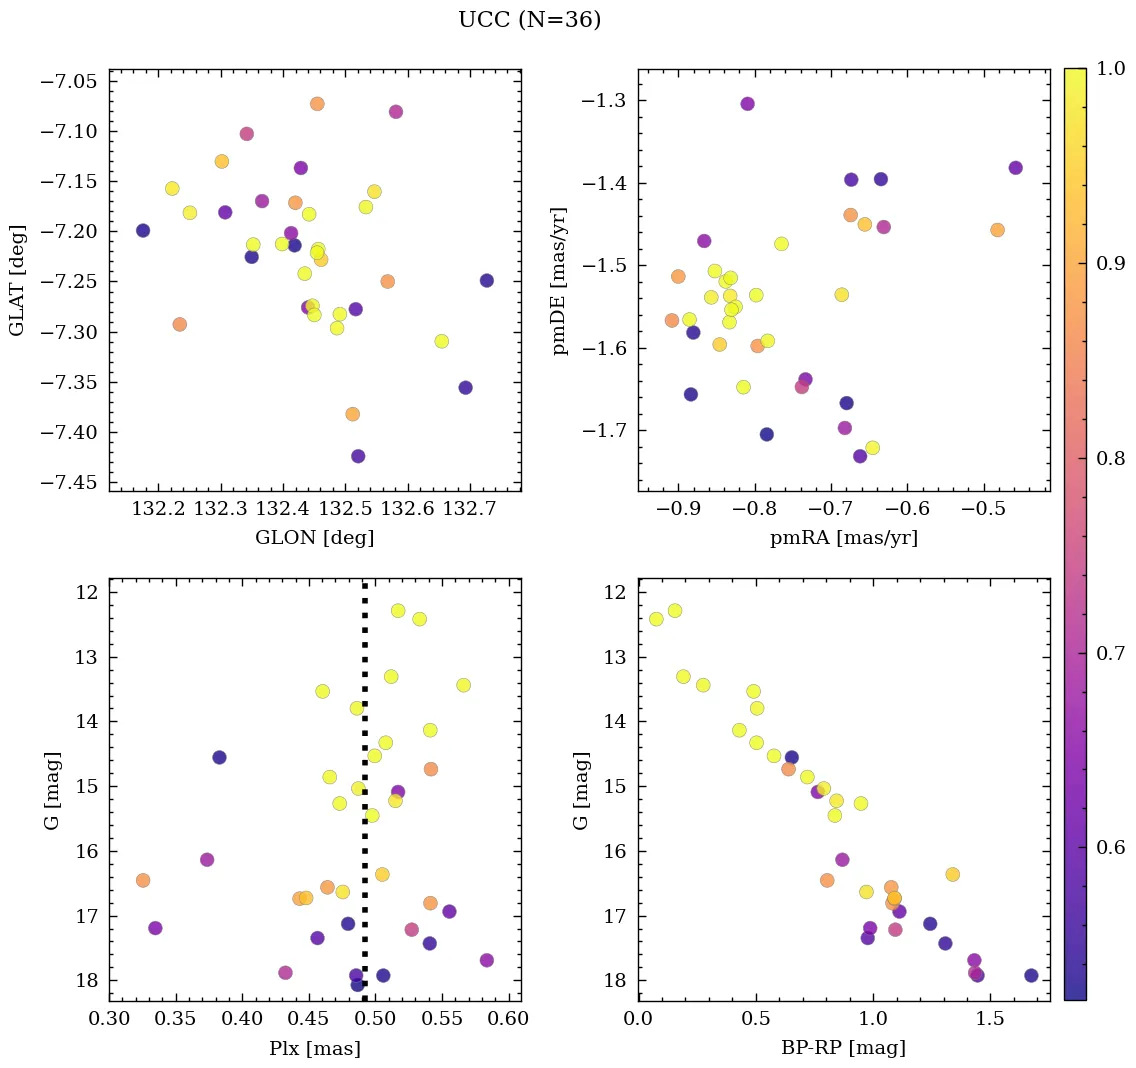 UCC (N=36)
−7.05
−7.10
−7.15
−7.20
−7.25
−7.30
−7.35
−7.40
−7.45
GLAT [deg]
132.2 132.3 132.4 132.5 132.6 132.7
GLON [deg]
−1.3
−1.4
−1.5
−1.6
−1.7
pmDE [mas/yr]
−0.9 −0.8 −0.7 −0.6 −0.5
pmRA [mas/yr]
12
13
14
15
16
17
18
G [mag]
0.30 0.35 0.40 0.45 0.50 0.55 0.60
Plx [mas]
12
13
14
15
16
17
18
G [mag]
0.0 0.5 1.0 1.5
BP-RP [mag]
1.0
0.9
0.8
0.7
0.6